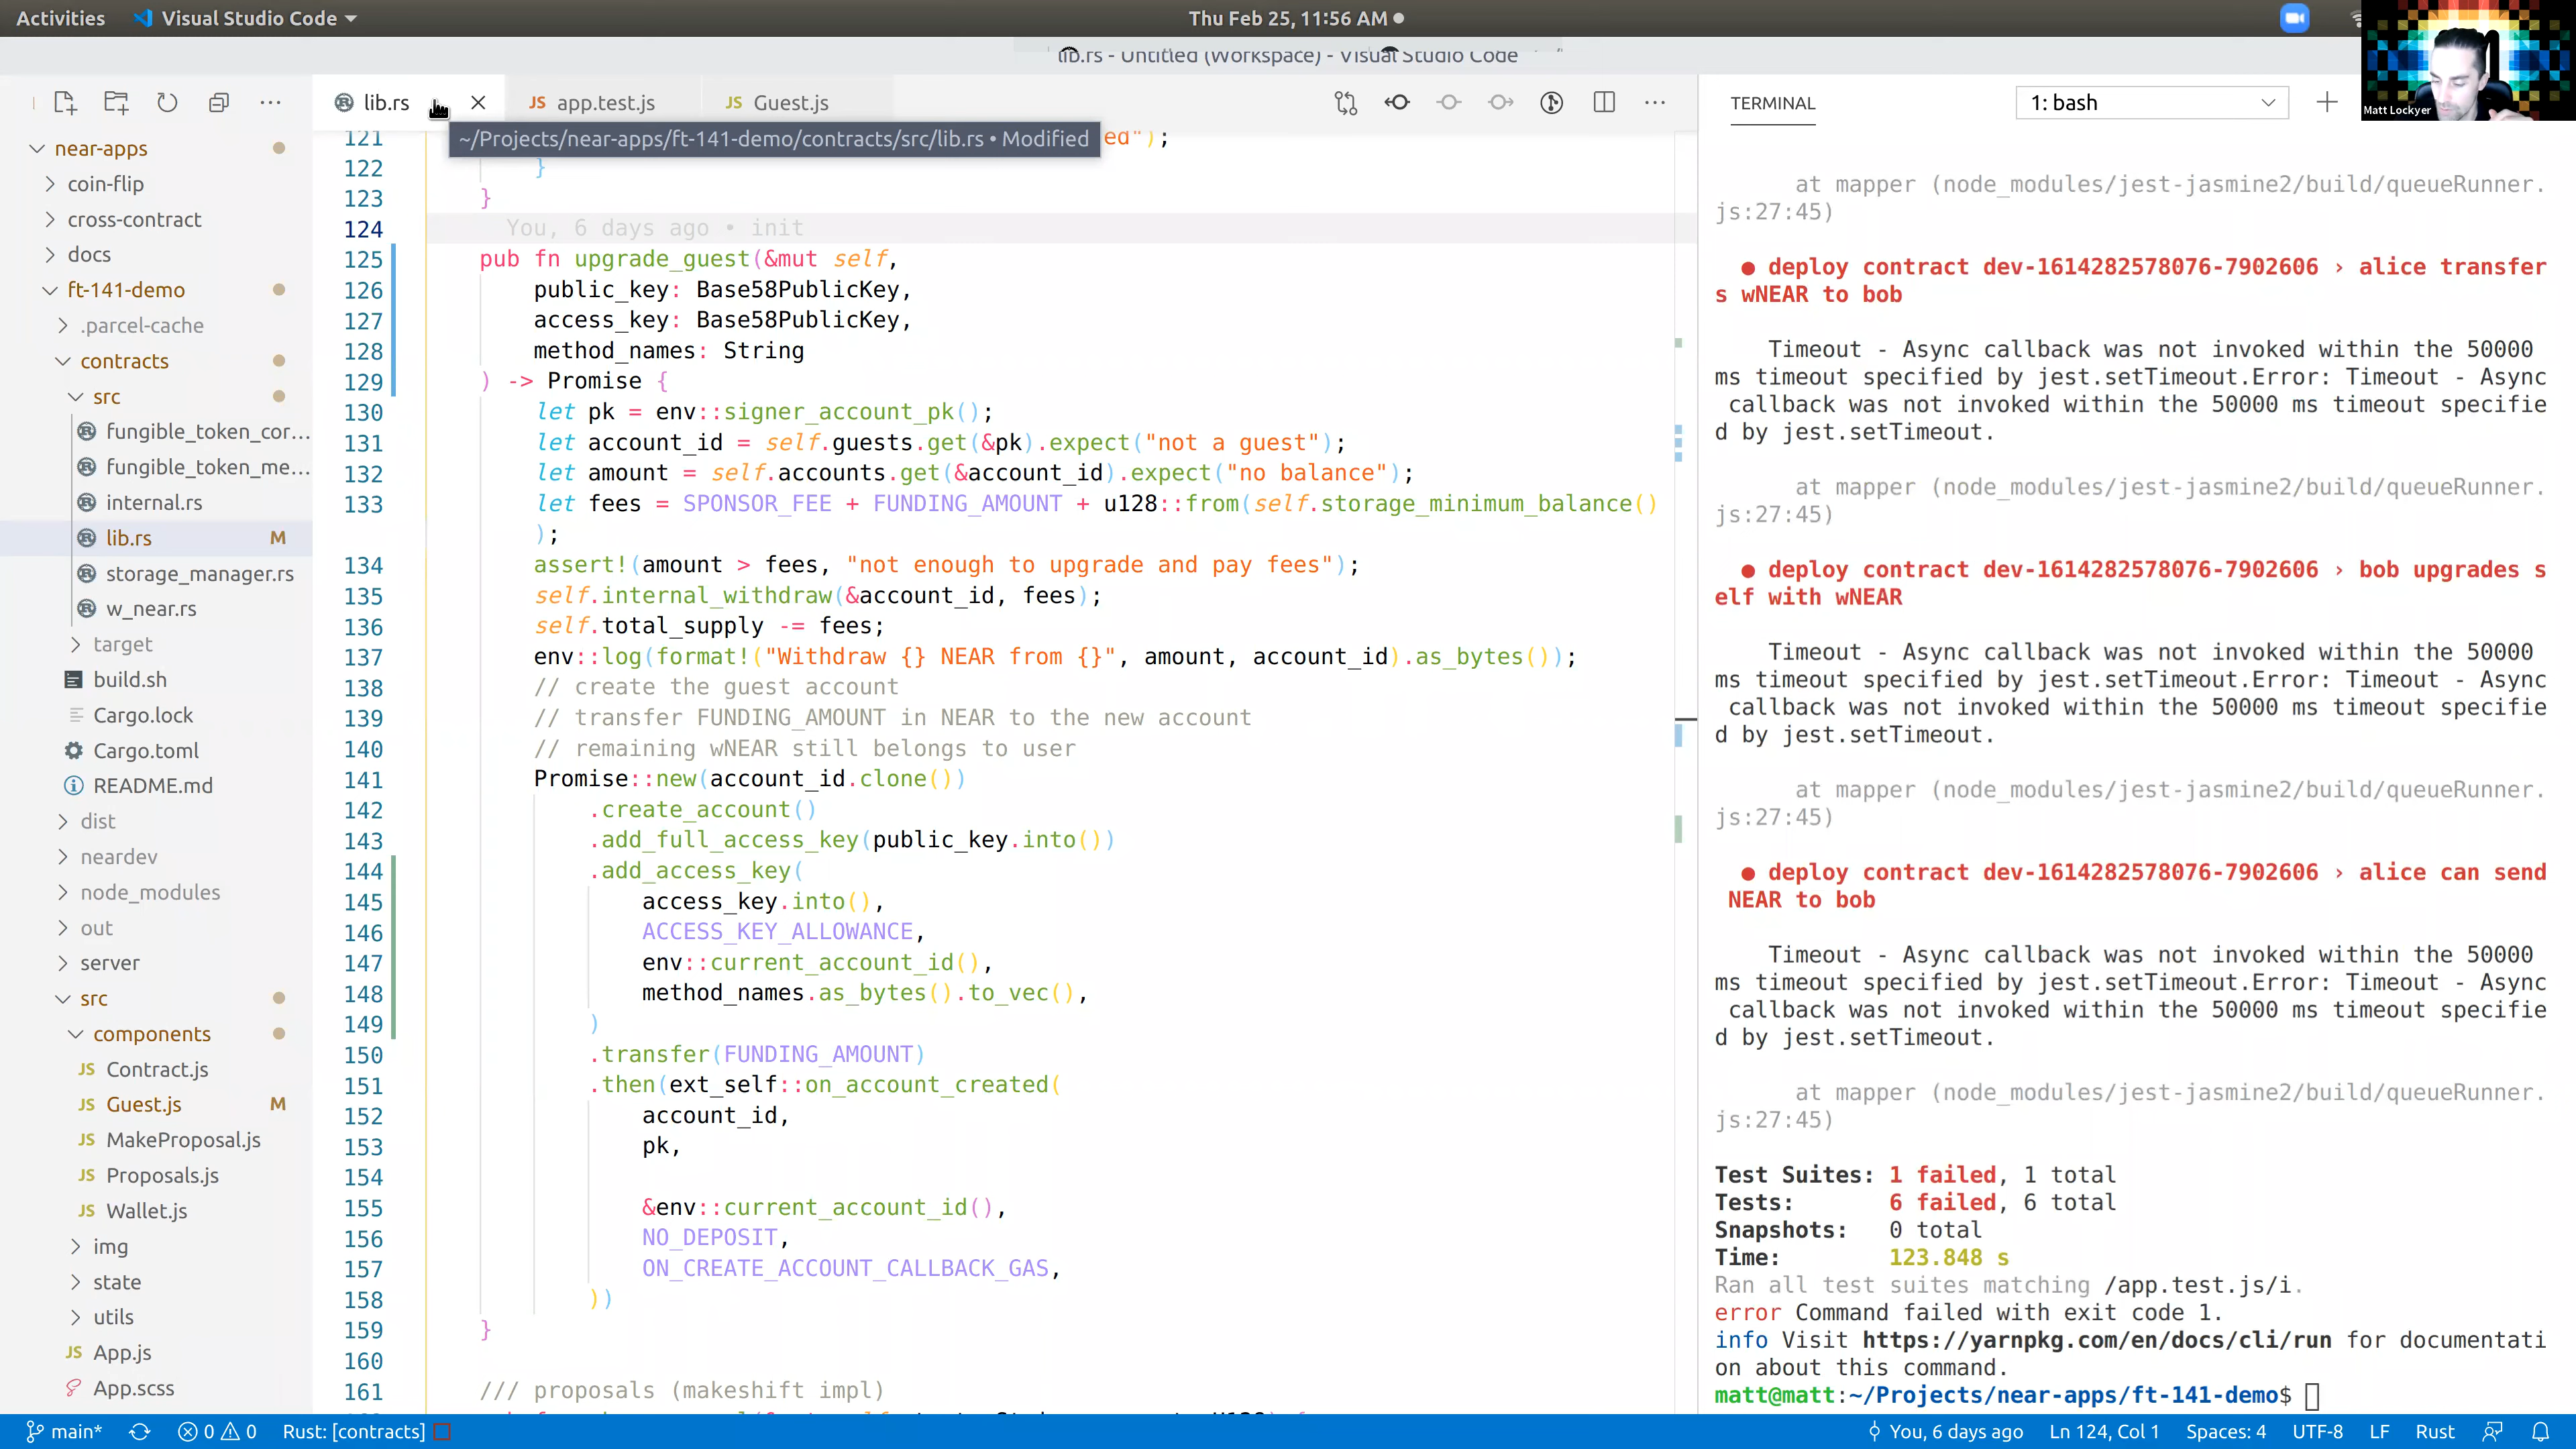 Activities
Visual Studio Code
Thu Feb 25, 11:56 AM
lib.rs - Untitled (Workspace) - Visual Studio Code
Matt Lockyer
near-apps
coin-flip
cross-contract
docs
ft-141-demo
.parcel-cache
contracts
src
fungible_token_cor...
fungible_token_me...
internal.rs
lib.rs M
storage_manager.rs
w_near.rs
target
build.sh
Cargo.lock
Cargo.toml
README.md
dist
neardev
node_modules
out
server
src
components
JS Contract.js
JS Guest.js M
JS MakeProposal.js
JS Proposals.js
JS Wallet.js
img
state
utils
JS App.js
App.scss
lib.rs
JS app.test.js
JS Guest.js
~/Projects/near-apps/ft-141-demo/contracts/src/lib.rs • Modified
121 ed");
122 }
123 }
124 You, 6 days ago • init
125 pub fn upgrade_guest(&mut self,
126 public_key: Base58PublicKey,
127 access_key: Base58PublicKey,
128 method_names: String
129 ) -> Promise {
130 let pk = env::signer_account_pk();
131 let account_id = self.guests.get(&pk).expect("not a guest");
132 let amount = self.accounts.get(&account_id).expect("no balance");
133 let fees = SPONSOR_FEE + FUNDING_AMOUNT + u128::from(self.storage_minimum_balance()
);
134 assert!(amount > fees, "not enough to upgrade and pay fees");
135 self.internal_withdraw(&account_id, fees);
136 self.total_supply -= fees;
137 env::log(format!("Withdraw {} NEAR from {}", amount, account_id).as_bytes());
138 // create the guest account
139 // transfer FUNDING_AMOUNT in NEAR to the new account
140 // remaining wNEAR still belongs to user
141 Promise::new(account_id.clone())
142 .create_account()
143 .add_full_access_key(public_key.into())
144 .add_access_key(
145 access_key.into(),
146 ACCESS_KEY_ALLOWANCE,
147 env::current_account_id(),
148 method_names.as_bytes().to_vec(),
149 )
150 .transfer(FUNDING_AMOUNT)
151 .then(ext_self::on_account_created(
152 account_id,
153 pk,
154
155 &env::current_account_id(),
156 NO_DEPOSIT,
157 ON_CREATE_ACCOUNT_CALLBACK_GAS,
158 ))
159 }
160
161 /// proposals (makeshift impl)
TERMINAL
1: bash
at mapper (node_modules/jest-jasmine2/build/queueRunner.
js:27:45)
● deploy contract dev-1614282578076-7902606 › alice transfer
s wNEAR to bob
Timeout - Async callback was not invoked within the 50000
ms timeout specified by jest.setTimeout.Error: Timeout - Async
callback was not invoked within the 50000 ms timeout specifie
d by jest.setTimeout.
at mapper (node_modules/jest-jasmine2/build/queueRunner.
js:27:45)
● deploy contract dev-1614282578076-7902606 › bob upgrades s
elf with wNEAR
Timeout - Async callback was not invoked within the 50000
ms timeout specified by jest.setTimeout.Error: Timeout - Async
callback was not invoked within the 50000 ms timeout specifie
d by jest.setTimeout.
at mapper (node_modules/jest-jasmine2/build/queueRunner.
js:27:45)
● deploy contract dev-1614282578076-7902606 › alice can send
NEAR to bob
Timeout - Async callback was not invoked within the 50000
ms timeout specified by jest.setTimeout.Error: Timeout - Async
callback was not invoked within the 50000 ms timeout specifie
d by jest.setTimeout.
at mapper (node_modules/jest-jasmine2/build/queueRunner.
js:27:45)
Test Suites: 1 failed, 1 total
Tests: 6 failed, 6 total
Snapshots: 0 total
Time: 123.848 s
Ran all test suites matching /app.test.js/i.
error Command failed with exit code 1.
info Visit https://yarnpkg.com/en/docs/cli/run for documentati
on about this command.
matt@matt:~/Projects/near-apps/ft-141-demo$
main*
0 0
Rust: [contracts]
You, 6 days ago
Ln 124, Col 1
Spaces: 4
UTF-8
LF
Rust